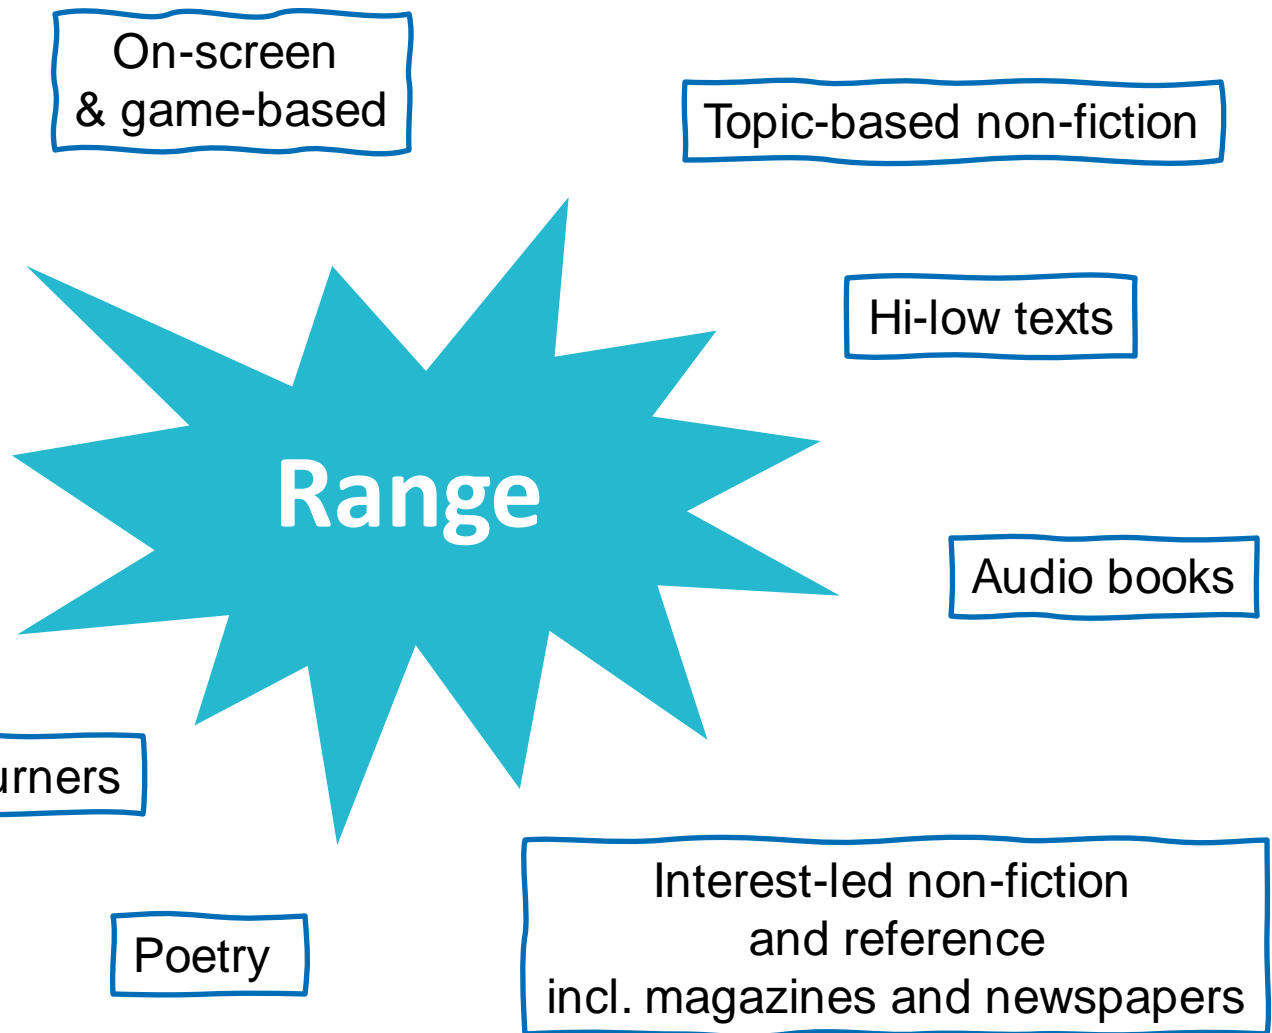 On-screen
& game-based
Topic-based non-fiction
Hi-low texts
Range
Audio books
Poetry
Interest-led non-fiction
and reference
incl. magazines and newspapers